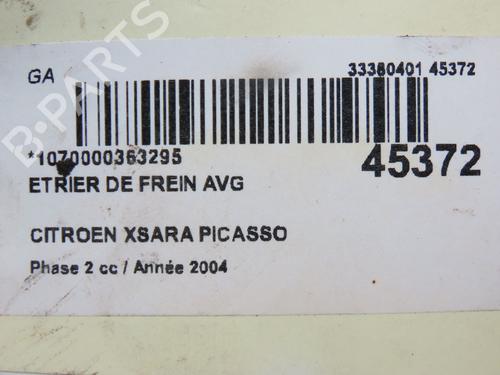 GA
33380401 45372
*1070000363295
45372
ETRIER DE FREIN AVG
CITROEN XSARA PICASSO
Phase 2 cc / Année 2004
B-PARTS